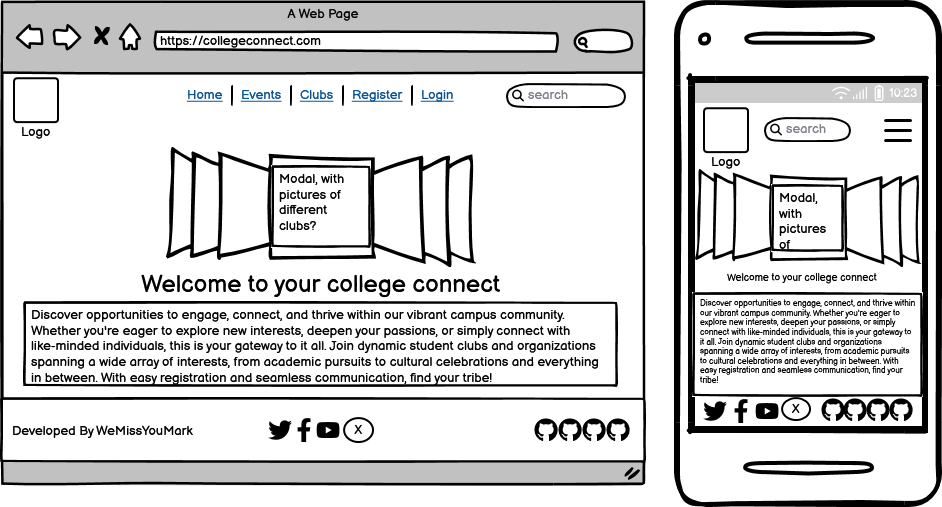 A Web Page
https://collegeconnect.com
Home Events Clubs Register Login
search
Logo
Modal, with
pictures of
different
clubs?
Welcome to your college connect
Discover opportunities to engage, connect, and thrive within our vibrant campus community.
Whether you're eager to explore new interests, deepen your passions, or simply connect with
like-minded individuals, this is your gateway to it all. Join dynamic student clubs and organizations
spanning a wide array of interests, from academic pursuits to cultural celebrations and everything
in between. With easy registration and seamless communication, find your tribe!
Developed By WeMissYouMark
X
10:23
search
Logo
Modal,
with
pictures
of
Welcome to your college connect
Discover opportunities to engage, connect, and thrive within
our vibrant campus community. Whether you're eager to
explore new interests, deepen your passions, or simply
connect with like-minded individuals, this is your gateway to
it all. Join dynamic student clubs and organizations
spanning a wide array of interests, from academic pursuits
to cultural celebrations and everything in between. With
easy registration and seamless communication, find your
tribe!
X